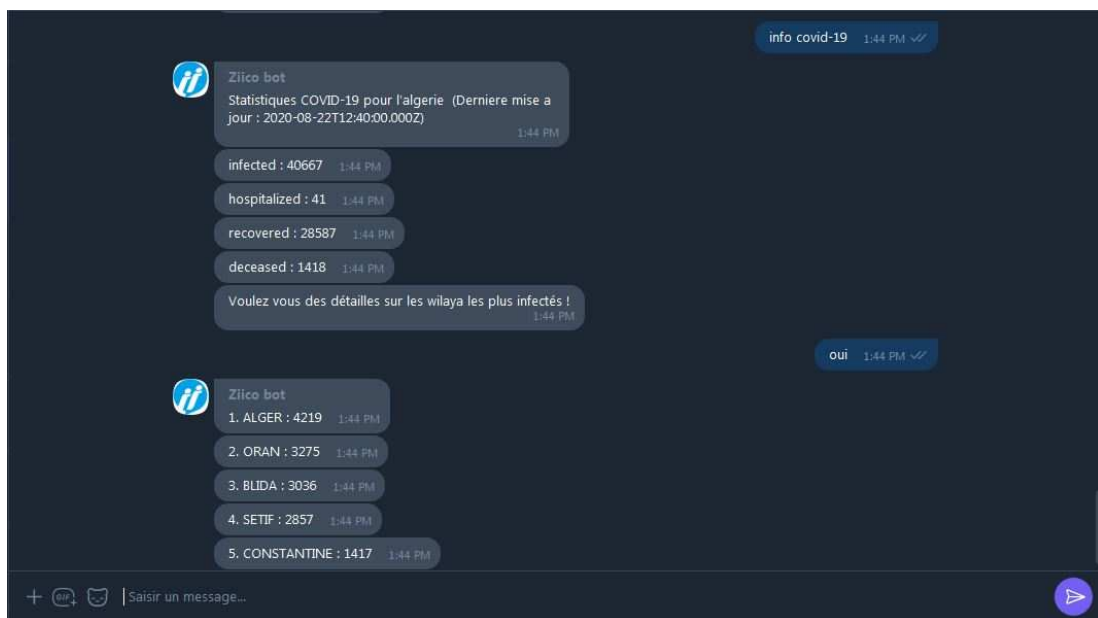 info covid-19 1:44 PM
Ziico bot
Statistiques COVID-19 pour l'algerie (Derniere mise a
jour : 2020-08-22T12:40:00.000Z)
1:44 PM
infected : 40667 1:44 PM
hospitalized : 41 1:44 PM
recovered : 28587 1:44 PM
deceased : 1418 1:44 PM
Voulez vous des détailles sur les wilaya les plus infectés !
1:44 PM
oui 1:44 PM
Ziico bot
1. ALGER : 4219 1:44 PM
2. ORAN : 3275 1:44 PM
3. BLIDA : 3036 1:44 PM
4. SETIF : 2857 1:44 PM
5. CONSTANTINE : 1417 1:44 PM
GIF Saisir un message...